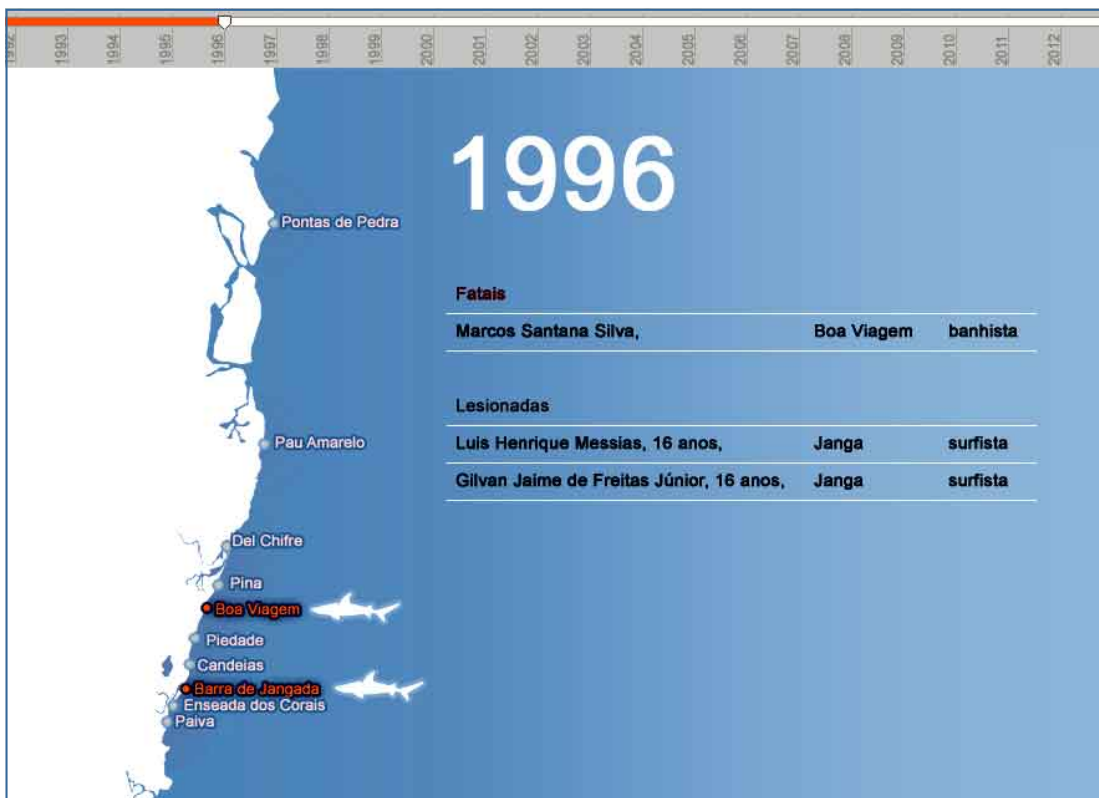 1992 1993 1994 1995 1996 1997 1998 1999 2000 2001 2002 2003 2004 2005 2006 2007 2008 2009 2010 2011 2012
1996
Pontas de Pedra
Fatais
Marcos Santana Silva, Boa Viagem banhista
Lesionadas
Luis Henrique Messias, 16 anos, Janga surfista
Gilvan Jaime de Freitas Júnior, 16 anos, Janga surfista
Pau Amarelo
Del Chifre
Pina
Boa Viagem
Piedade
Candeias
Barra de Jangada
Enseada dos Corais
Paiva